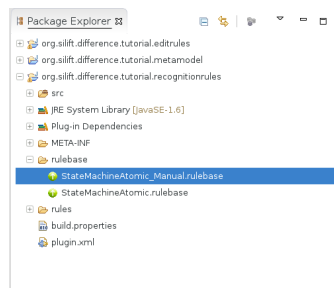 Package Explorer
org.silift.difference.tutorial.editrules
org.silift.difference.tutorial.metamodel
org.silift.difference.tutorial.recognitionrules
src
JRE System Library [JavaSE-1.6]
Plug-in Dependencies
META-INF
rulebase
StateMachineAtomic_Manual.rulebase
StateMachineAtomic.rulebase
rules
build.properties
plugin.xml